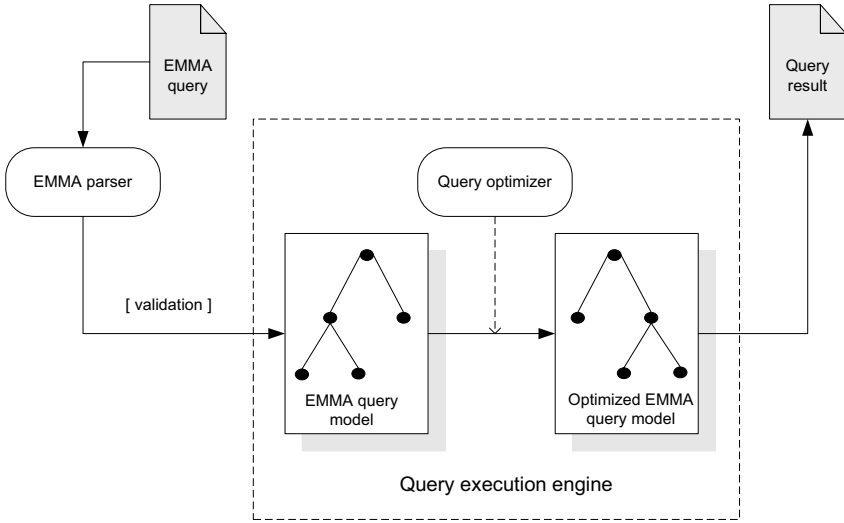 EMMA
query
Query
result
EMMA parser
Query optimizer
[ validation ]
EMMA query
model
Optimized EMMA
query model
Query execution engine